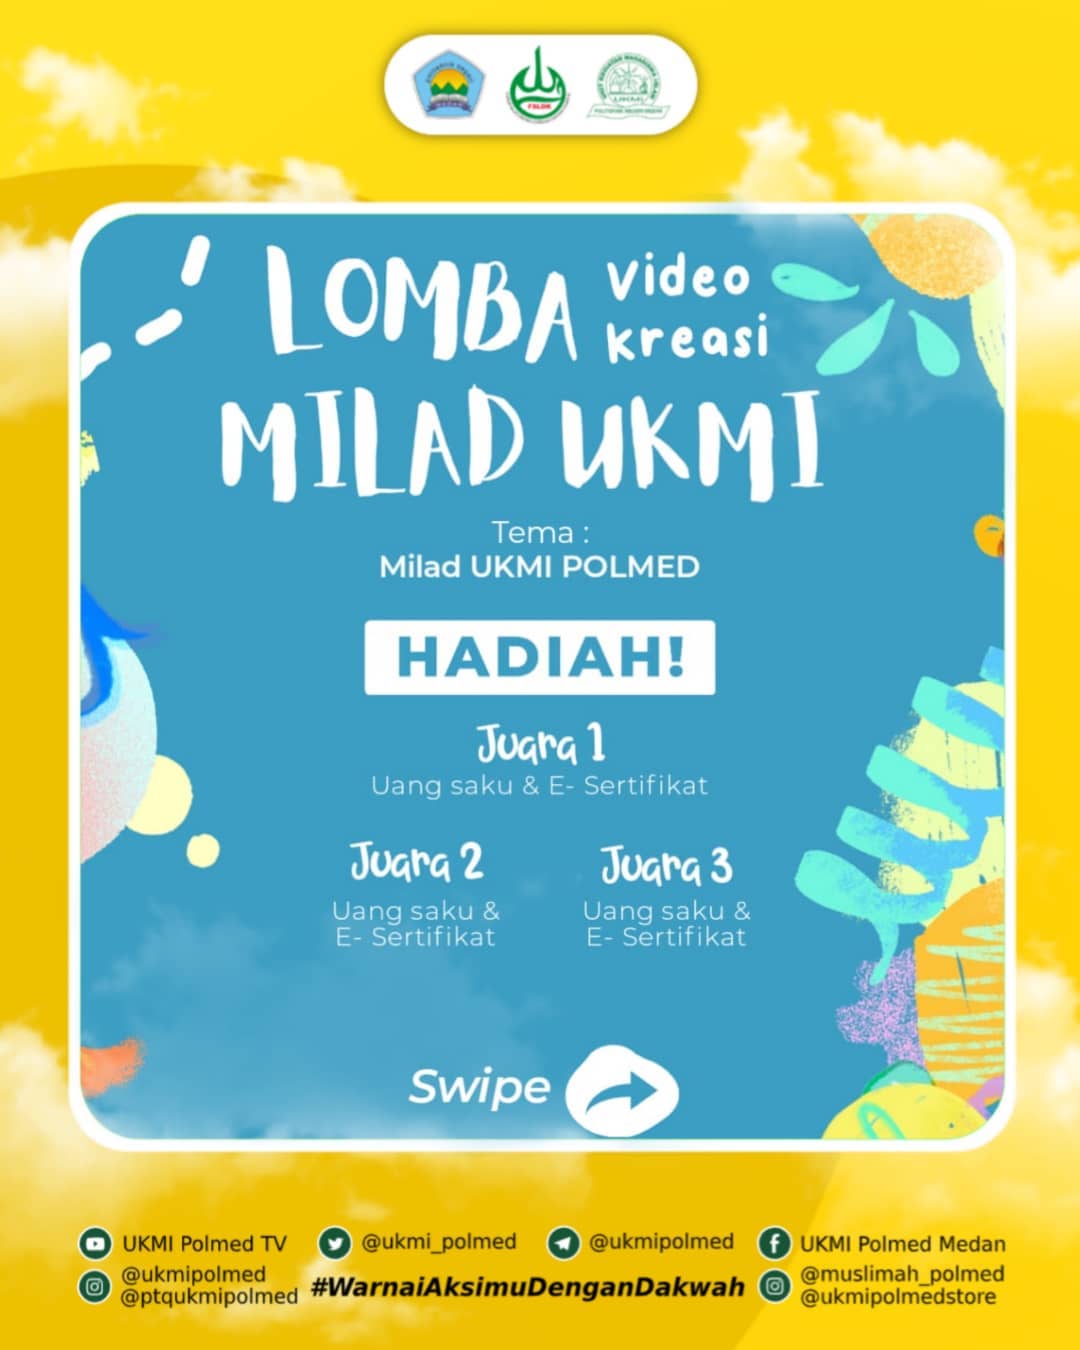 FSLDK
UKMI
LOMBA video
kreasi
MILAD UKMI
Tema :
Milad UKMI POLMED
HADIAH!
Juara 1
Uang saku & E- Sertifikat
Juara 2
Uang saku &
E- Sertifikat
Juara 3
Uang saku &
E- Sertifikat
Swipe
UKMI Polmed TV
@ukmi_polmed
@ukmipolmed
UKMI Polmed Medan
@ukmipolmed
@ptqukmipolmed
#WarnaiAksimuDenganDakwah
@muslimah_polmed
@ukmipolmedstore